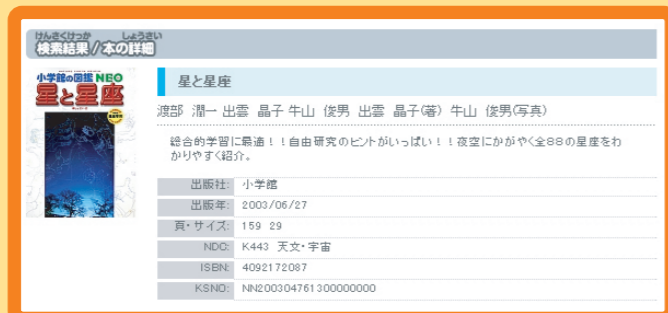 けんさくけっか しょうさい
検索結果/本の詳細
小学館の図鑑 NEO
星と星座
星と星座
渡部 潤一 出雲 晶子 牛山 俊男 出雲 晶子(著) 牛山 俊男(写真)
総合的学習に最適！！自由研究のヒントがいっぱい！！夜空にかがやく全88の星座をわ
かりやすく紹介。
出版社: 小学館
出版年: 2003/06/27
頁・サイズ: 159 29
NDC: K443 天文・宇宙
ISBN: 4092172087
KSNO: NN200304761300000000